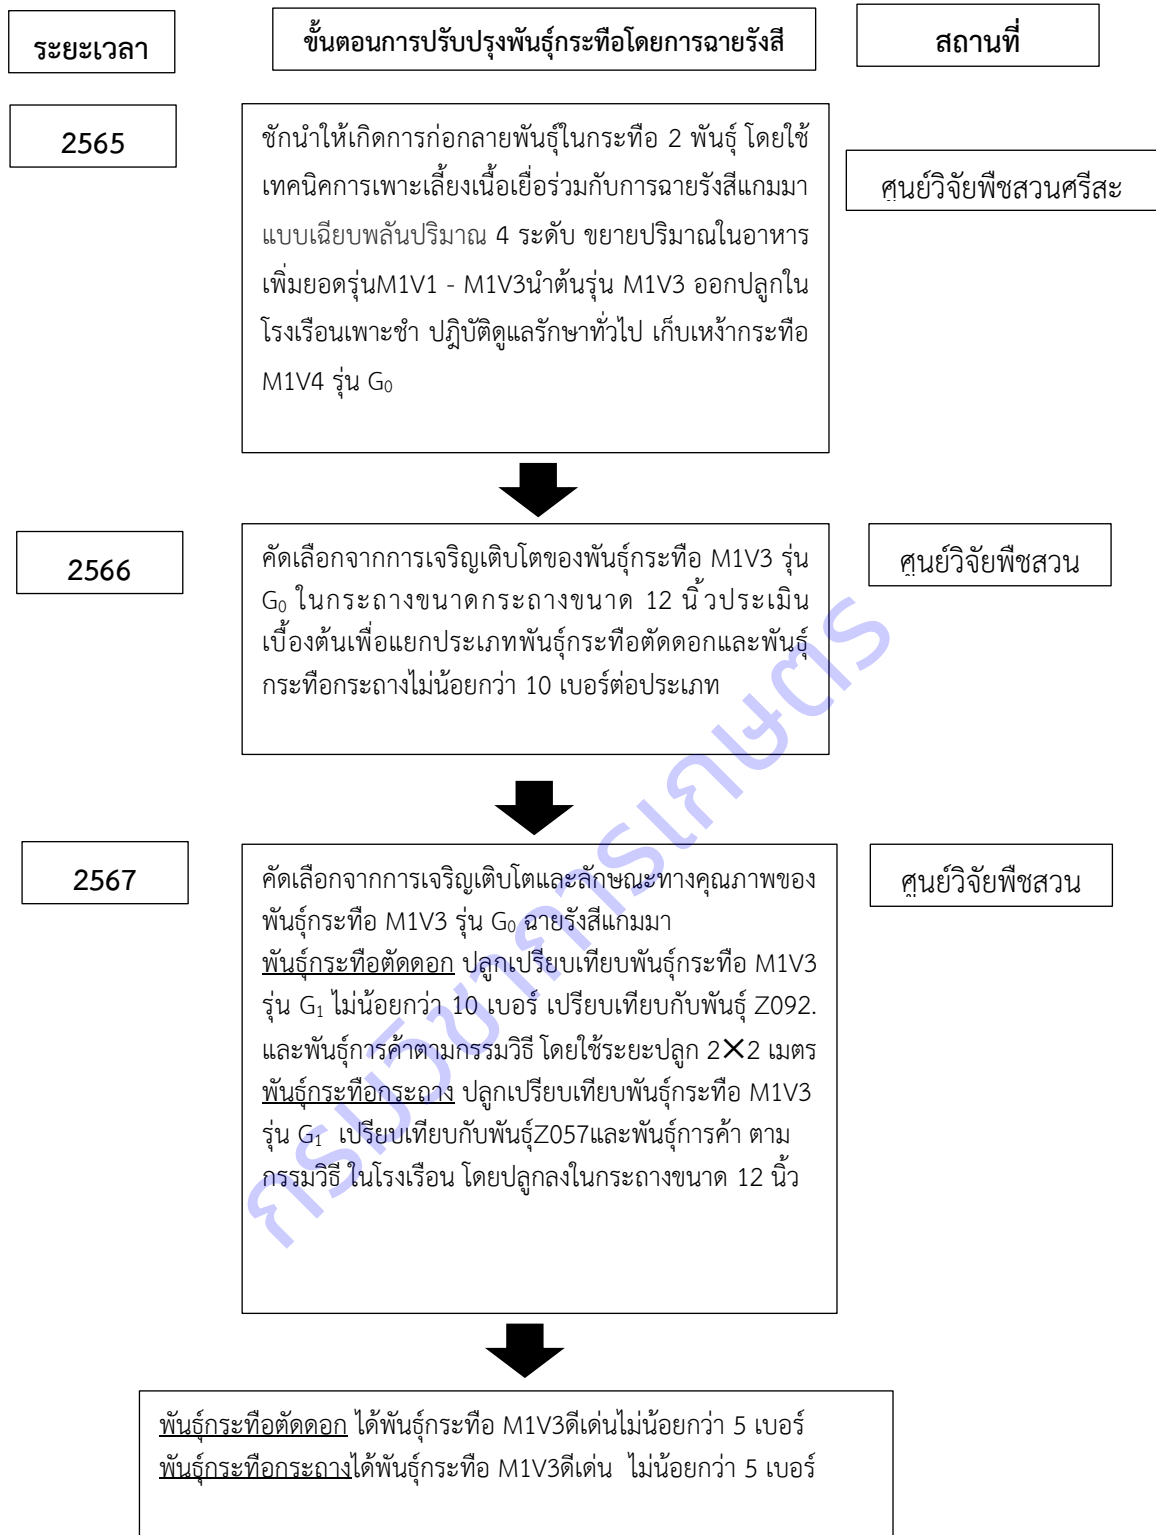 ระยะเวลา
ขั้นตอนการปรับปรุงพันธุ์กระทือโดยการฉายรังสี
สถานที่
2565
ชักนำให้เกิดการก่อกลายพันธุ์ในกระทือ 2 พันธุ์ โดยใช้
เทคนิคการเพาะเลี้ยงเนื้อเยื่อร่วมกับการฉายรังสีแกมมา
แบบเฉียบพลันปริมาณ 4 ระดับ ขยายปริมาณในอาหาร
เพิ่มยอดรุ่นM1V1 - M1V3นำต้นรุ่น M1V3 ออกปลูกใน
โรงเรือนเพาะชำ ปฏิบัติดูแลรักษาทั่วไป เก็บเหง้ากระทือ
M1V4 รุ่น G₀
ศูนย์วิจัยพืชสวนศรีสะ
2566
คัดเลือกจากการเจริญเติบโตของพันธุ์กระทือ M1V3 รุ่น
G₀ ในกระถางขนาดกระถางขนาด 12 นิ้วประเมิน
เบื้องต้นเพื่อแยกประเภทพันธุ์กระทือตัดดอกและพันธุ์
กระทือกระถางไม่น้อยกว่า 10 เบอร์ต่อประเภท
ศูนย์วิจัยพืชสวน
2567
คัดเลือกจากการเจริญเติบโตและลักษณะทางคุณภาพของ
พันธุ์กระทือ M1V3 รุ่น G₀ ฉายรังสีแกมมา
พันธุ์กระทือตัดดอก ปลูกเปรียบเทียบพันธุ์กระทือ M1V3
รุ่น G₁ ไม่น้อยกว่า 10 เบอร์ เปรียบเทียบกับพันธุ์ Z092.
และพันธุ์การค้าตามกรรมวิธี โดยใช้ระยะปลูก 2✕2 เมตร
พันธุ์กระทือกระถาง ปลูกเปรียบเทียบพันธุ์กระทือ M1V3
รุ่น G₁ เปรียบเทียบกับพันธุ์Z057และพันธุ์การค้า ตาม
กรรมวิธี ในโรงเรือน โดยปลูกลงในกระถางขนาด 12 นิ้ว
ศูนย์วิจัยพืชสวน
พันธุ์กระทือตัดดอก ได้พันธุ์กระทือ M1V3ดีเด่นไม่น้อยกว่า 5 เบอร์
พันธุ์กระทือกระถางได้พันธุ์กระทือ M1V3ดีเด่น ไม่น้อยกว่า 5 เบอร์
กรมวิชาการเกษตร